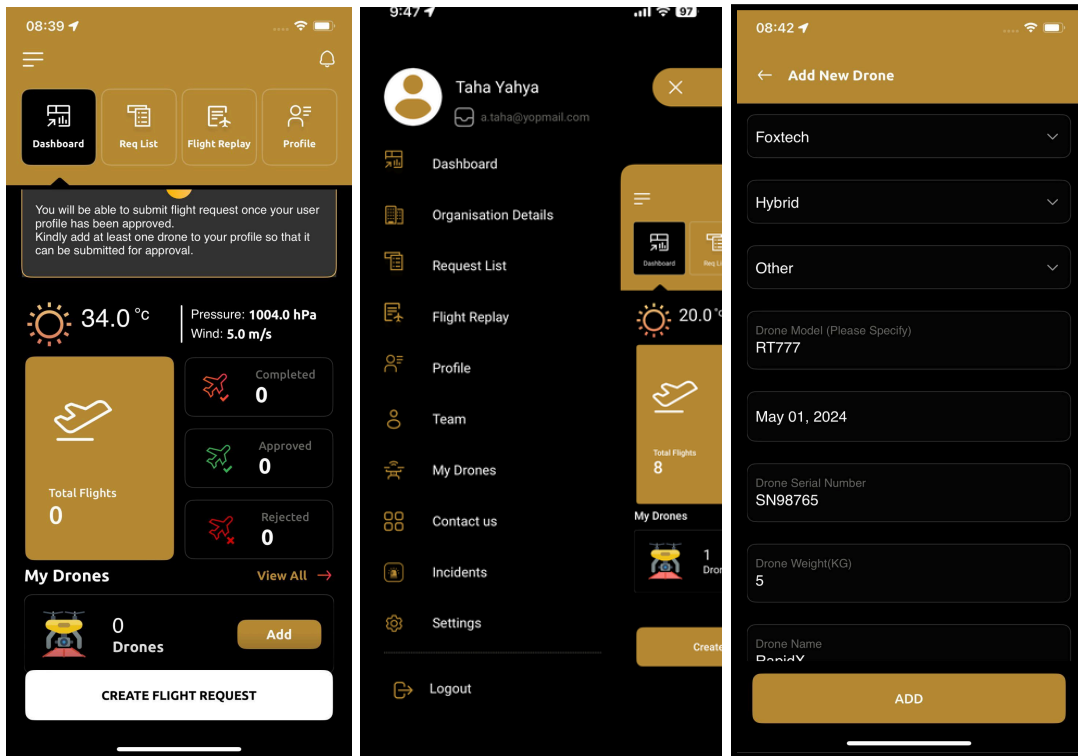 08:39
Dashboard
Req List
Flight Replay
Profile
You will be able to submit flight request once your user
profile has been approved.
Kindly add at least one drone to your profile so that it
can be submitted for approval.
34.0 °c
Pressure: 1004.0 hPa
Wind: 5.0 m/s
Total Flights
0
Completed
0
Approved
0
Rejected
0
My Drones
View All
0
Drones
Add
CREATE FLIGHT REQUEST
9:47
97
Taha Yahya
a.taha@yopmail.com
Dashboard
Organisation Details
Request List
Flight Replay
Profile
Team
My Drones
Contact us
Incidents
Settings
Logout
Dashboard
Req Li
20.0 °c
Total Flights
8
My Drones
1
Dron
Create
08:42
Add New Drone
Foxtech
Hybrid
Other
Drone Model (Please Specify)
RT777
May 01, 2024
Drone Serial Number
SN98765
Drone Weight(KG)
5
Drone Name
RapidX
ADD